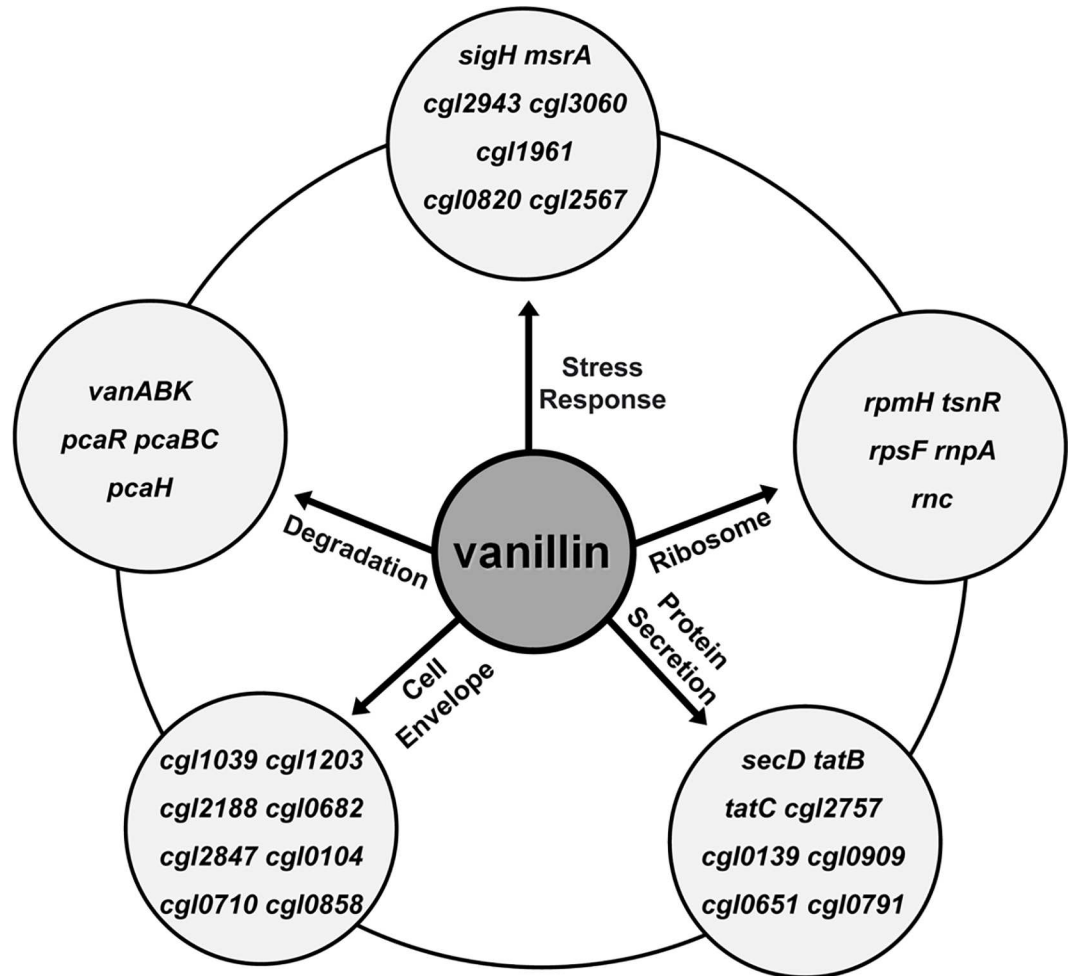 sigH msrA
cgl2943 cgl3060
cgl1961
cgl0820 cgl2567
Stress
Response
vanABK
pcaR pcaBC
pcaH
rpmH tsnR
rpsF rnpA
rnc
vanillin
Degradation
Ribosome
Cell
Envelope
Protein
Secretion
cgl1039 cgl1203
cgl2188 cgl0682
cgl2847 cgl0104
cgl0710 cgl0858
secD tatB
tatC cgl2757
cgl0139 cgl0909
cgl0651 cgl0791